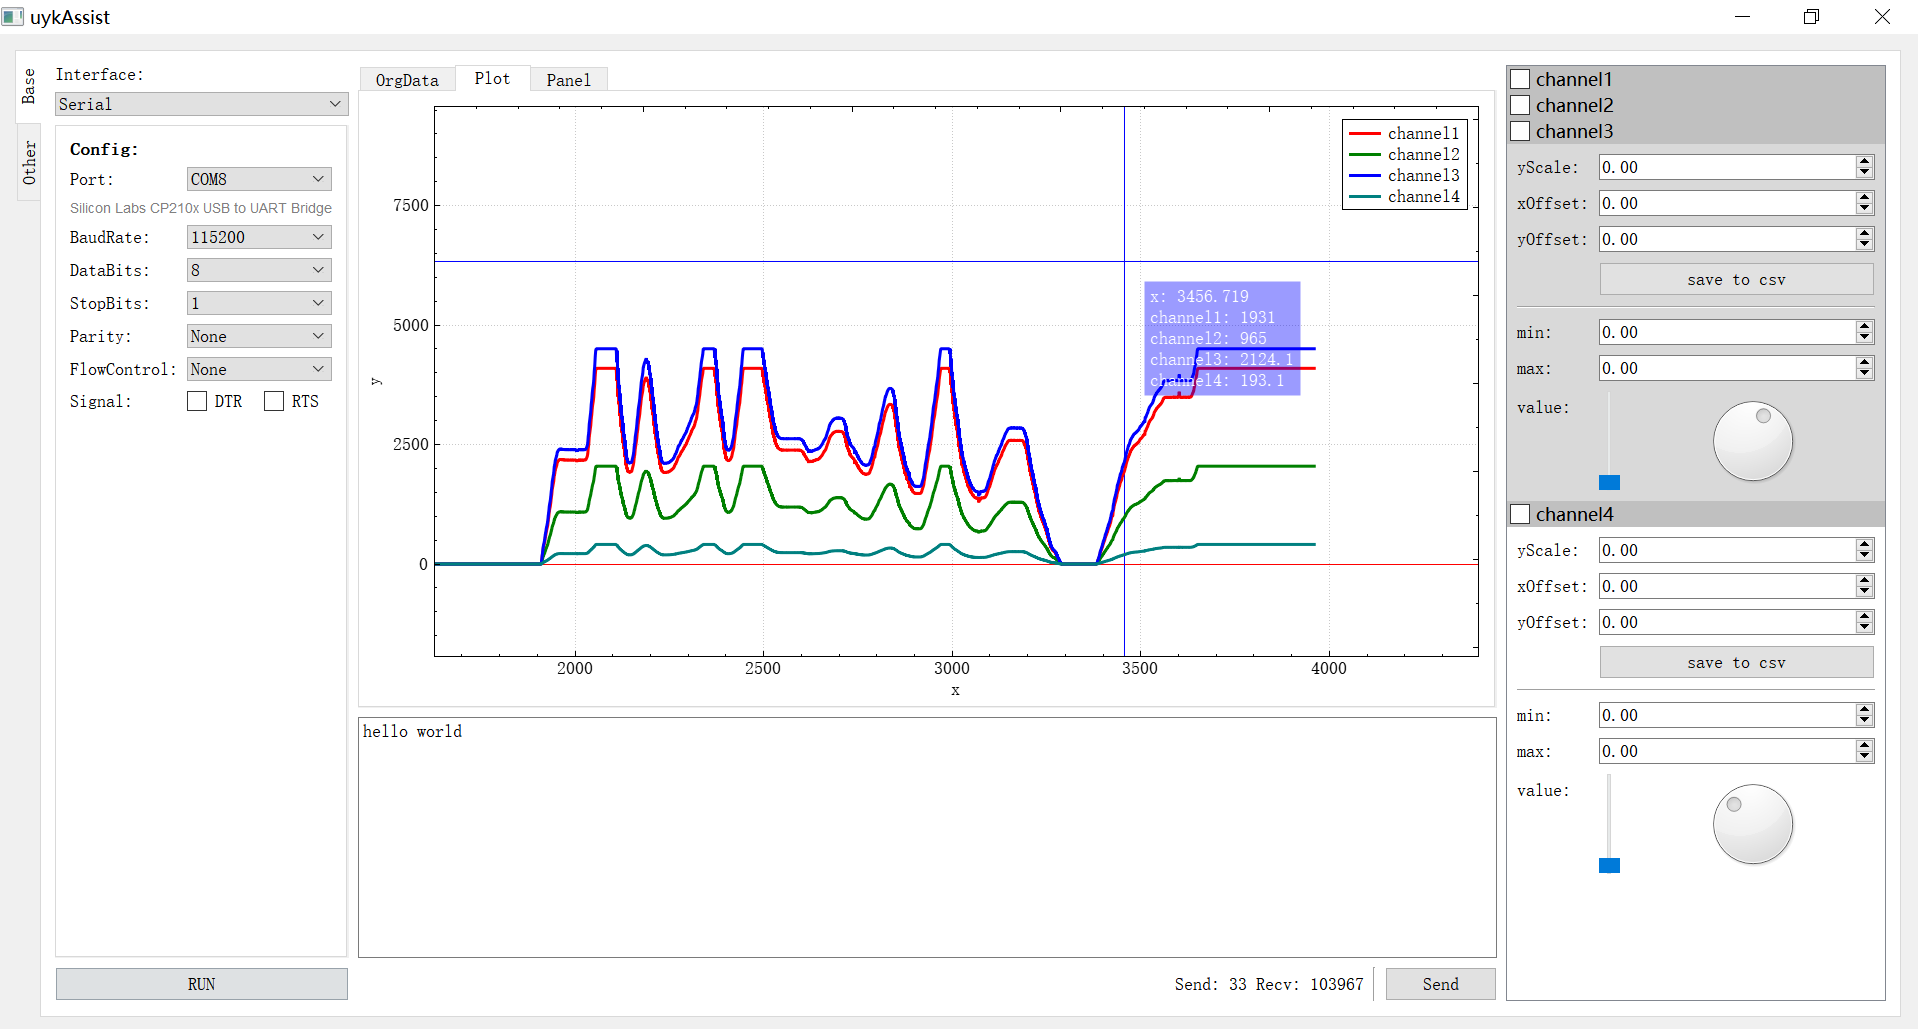 uykAssist
Base
Other
Interface:
Serial
Config:
Port: COM8
Silicon Labs CP210x USB to UART Bridge
BaudRate: 115200
DataBits: 8
StopBits: 1
Parity: None
FlowControl: None
Signal: DTR RTS
RUN
OrgData Plot Panel
channel1
channel2
channel3
channel4
7500
5000
2500
0
y
x: 3456.719
channel1: 1931
channel2: 965
channel3: 2124.1
channel4: 193.1
2000 2500 3000 3500 4000
x
hello world
Send: 33 Recv: 103967 Send
channel1
channel2
channel3
yScale: 0.00
xOffset: 0.00
yOffset: 0.00
save to csv
min: 0.00
max: 0.00
value:
channel4
yScale: 0.00
xOffset: 0.00
yOffset: 0.00
save to csv
min: 0.00
max: 0.00
value: